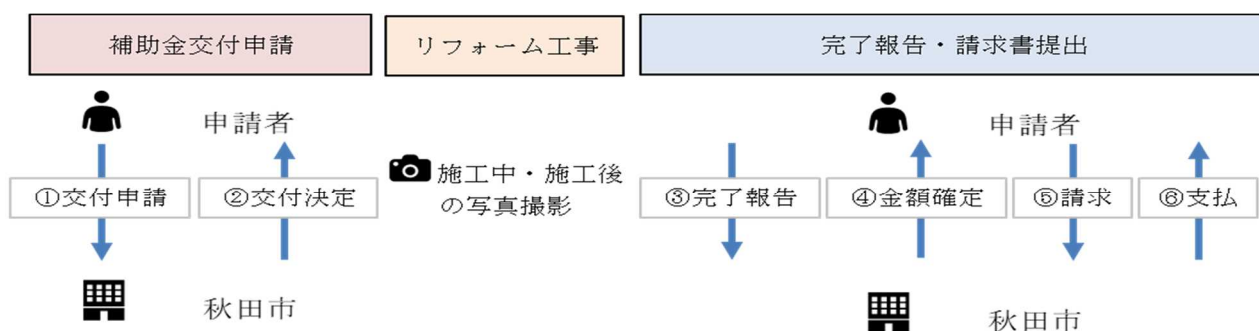 補助金交付申請
リフォーム工事
完了報告・請求書提出
申請者
申請者
①交付申請
②交付決定
施工中・施工後
の写真撮影
③完了報告
④金額確定
⑤請求
⑥支払
秋田市
秋田市